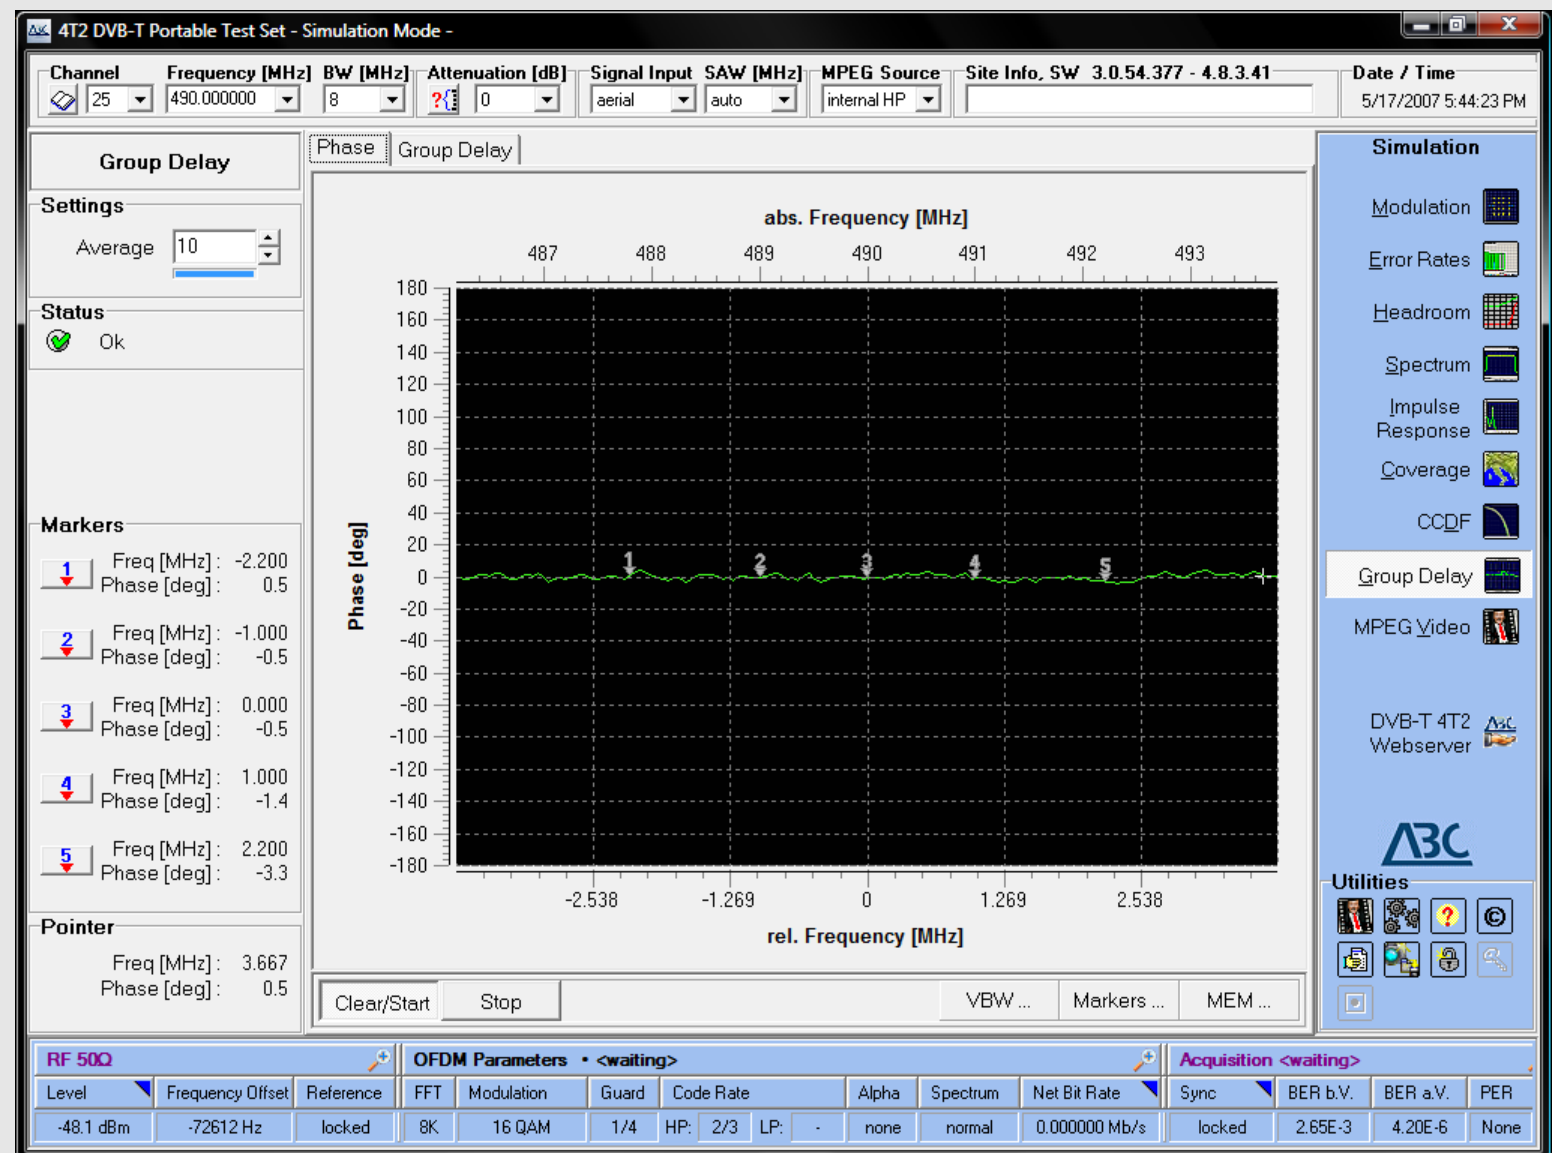 4T2 DVB-T Portable Test Set - Simulation Mode -
Channel Frequency [MHz] BW [MHz] Attenuation [dB] Signal Input SAW [MHz] MPEG Source Site Info, SW 3.0.54.377 - 4.8.3.41 Date / Time
25 490.000000 8 ?{ 0 aerial auto internal HP 5/17/2007 5:44:23 PM
Group Delay
Settings
Average 10
Status
Ok
Markers
1 Freq [MHz] : -2.200
Phase [deg] : 0.5
2 Freq [MHz] : -1.000
Phase [deg] : -0.5
3 Freq [MHz] : 0.000
Phase [deg] : -0.5
4 Freq [MHz] : 1.000
Phase [deg] : -1.4
5 Freq [MHz] : 2.200
Phase [deg] : -3.3
Pointer
Freq [MHz] : 3.667
Phase [deg] : 0.5
Phase Group Delay
abs. Frequency [MHz]
487 488 489 490 491 492 493
180
160
140
120
100
80
60
40
20
0
-20
-40
-60
-80
-100
-120
-140
-160
-180
Phase [deg]
1 2 3 4 5
-2.538 -1.269 0 1.269 2.538
rel. Frequency [MHz]
Clear/Start Stop VBW ... Markers ... MEM ...
Simulation
Modulation
Error Rates
Headroom
Spectrum
Impulse
Response
Coverage
CCDF
Group Delay
MPEG Video
DVB-T 4T2
Webserver
ABC
Utilities
? ©
RF 50Ω OFDM Parameters • <waiting> Acquisition <waiting>
Level Frequency Offset Reference FFT Modulation Guard Code Rate Alpha Spectrum Net Bit Rate Sync BER b.V. BER a.V. PER
-48.1 dBm -72612 Hz locked 8K 16 QAM 1/4 HP: 2/3 LP: - none normal 0.000000 Mb/s locked 2.65E-3 4.20E-6 None